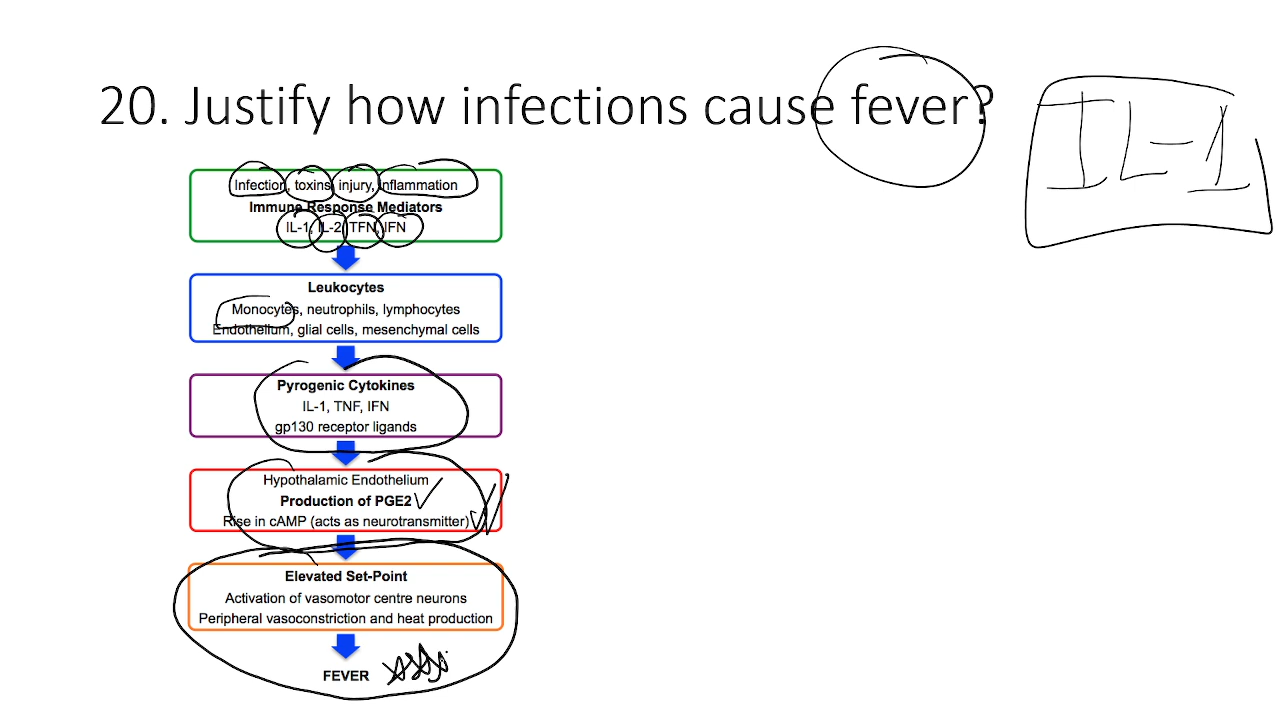 20. Justify how infections cause fever?
IL-1
Infection, toxins, injury, inflammation
Immune Response Mediators
IL-1, IL-2, TFN, IFN
Leukocytes
Monocytes, neutrophils, lymphocytes
Endothelium, glial cells, mesenchymal cells
Pyrogenic Cytokines
IL-1, TNF, IFN
gp130 receptor ligands
Hypothalamic Endothelium
Production of PGE2
Rise in cAMP (acts as neurotransmitter)
Elevated Set-Point
Activation of vasomotor centre neurons
Peripheral vasoconstriction and heat production
FEVER